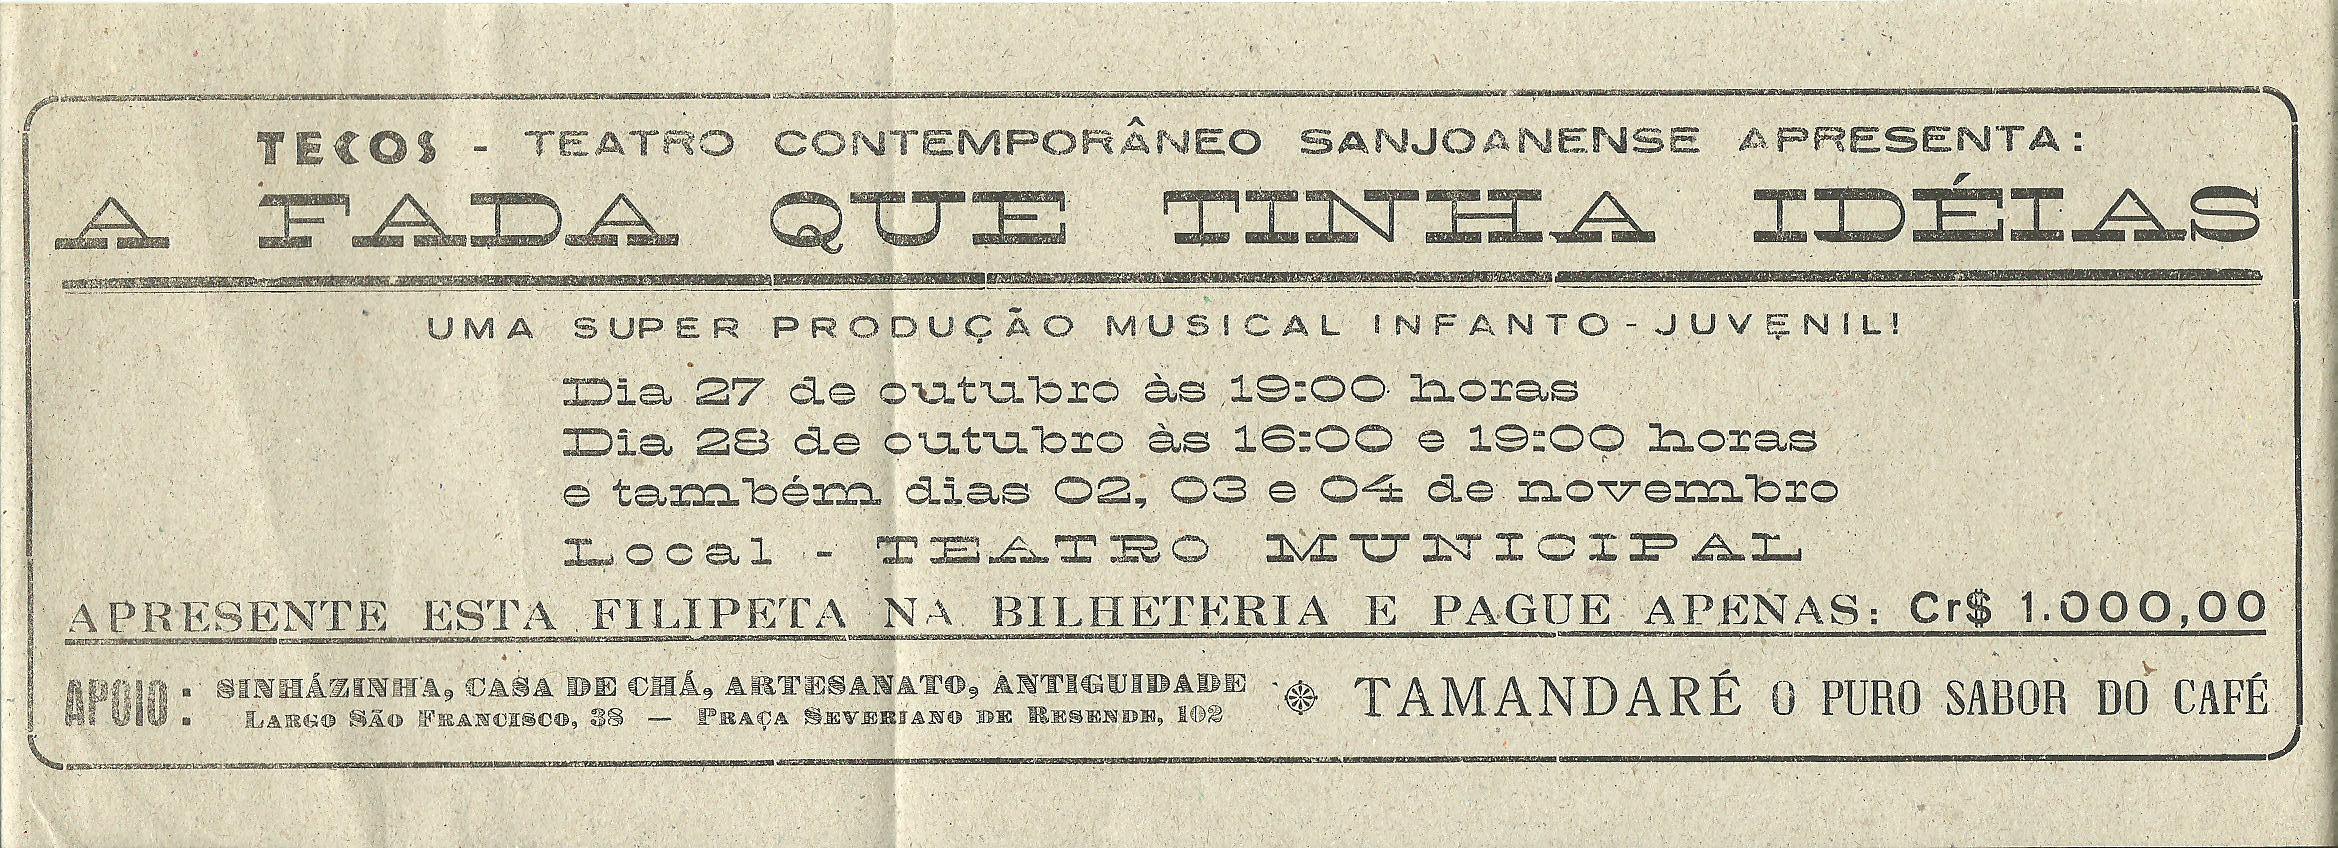 TECOS - TEATRO CONTEMPORÂNEO SANJOANENSE APRESENTA:
A FADA QUE TINHA IDÉIAS
UMA SUPER PRODUÇÃO MUSICAL INFANTO-JUVENIL!
Dia 27 de outubro às 19:00 horas
Dia 28 de outubro às 16:00 e 19:00 horas
e também dias 02, 03 e 04 de novembro
Local - TEATRO MUNICIPAL
APRESENTE ESTA FILIPETA NA BILHETERIA E PAGUE APENAS: Cr$ 1.000,00
APOIO: SINHÁZINHA, CASA DE CHÁ, ARTESANATO, ANTIGUIDADE
LARGO SÃO FRANCISCO, 38 — PRAÇA SEVERIANO DE RESENDE, 102
TAMANDARÉ O PURO SABOR DO CAFÉ